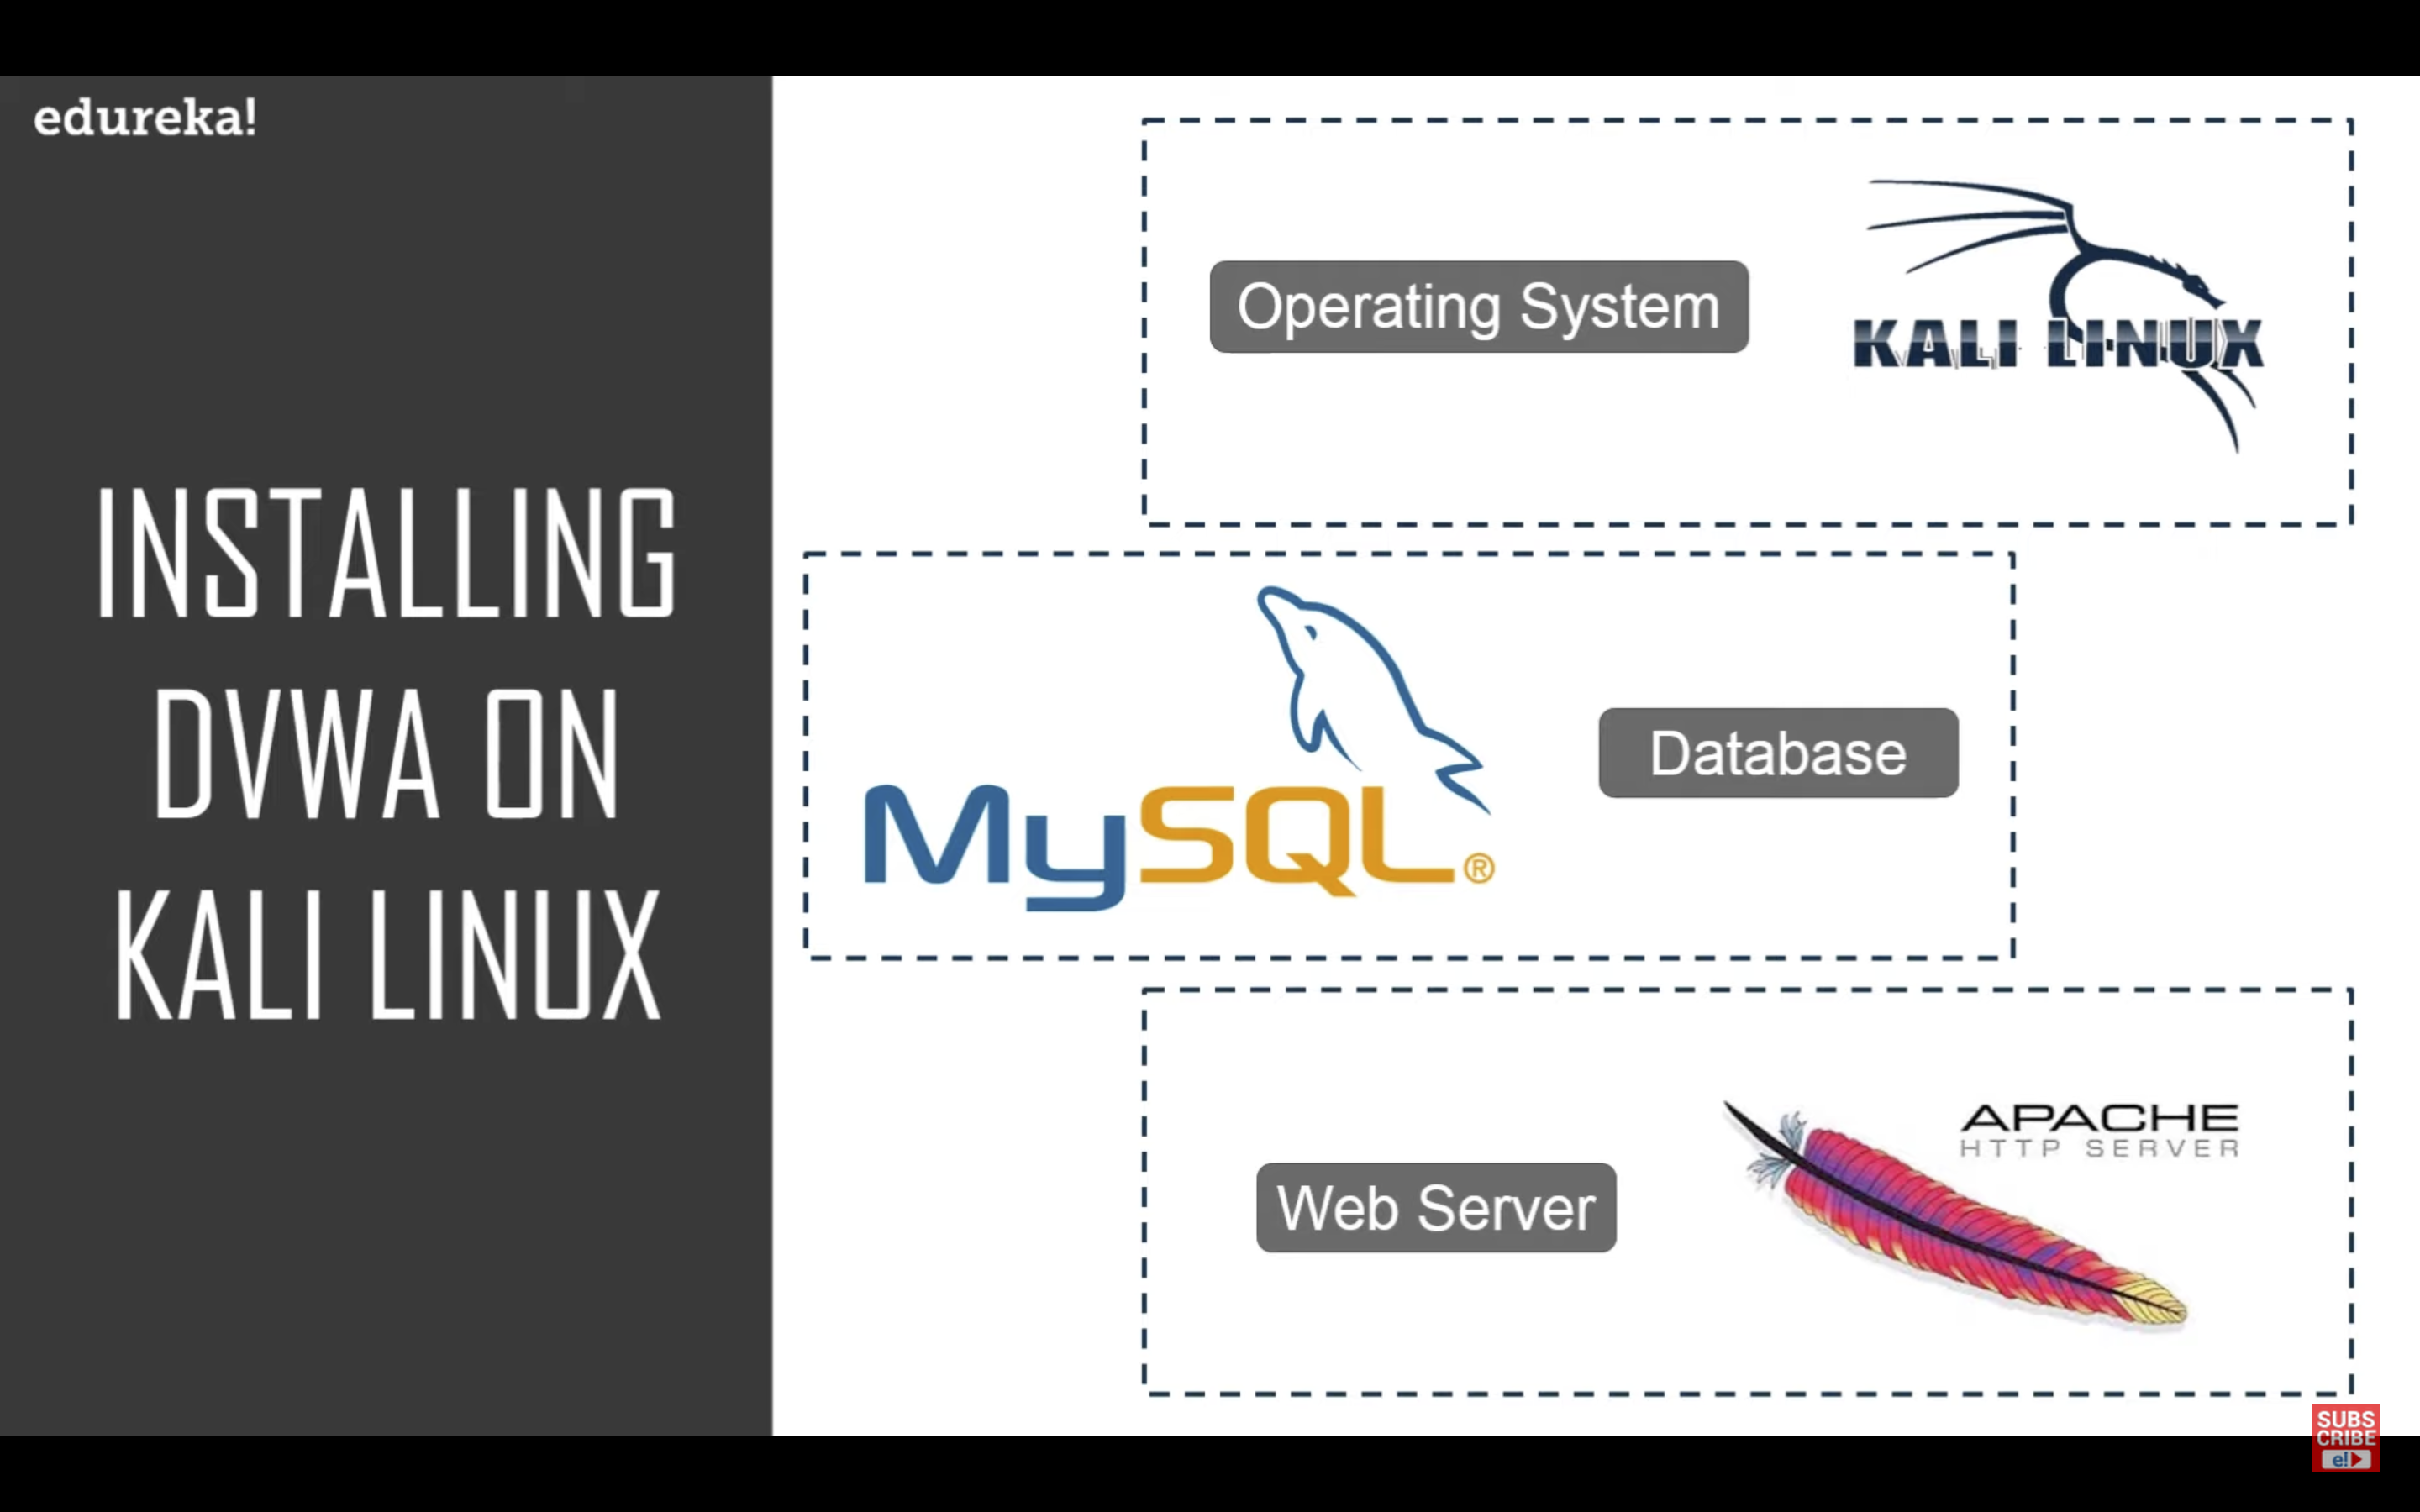 edureka!
INSTALLING
DVWA ON
KALI LINUX
Operating System
KALI LINUX
MySQL®
Database
APACHE
HTTP SERVER
Web Server
SUBS
CRIBE
e!